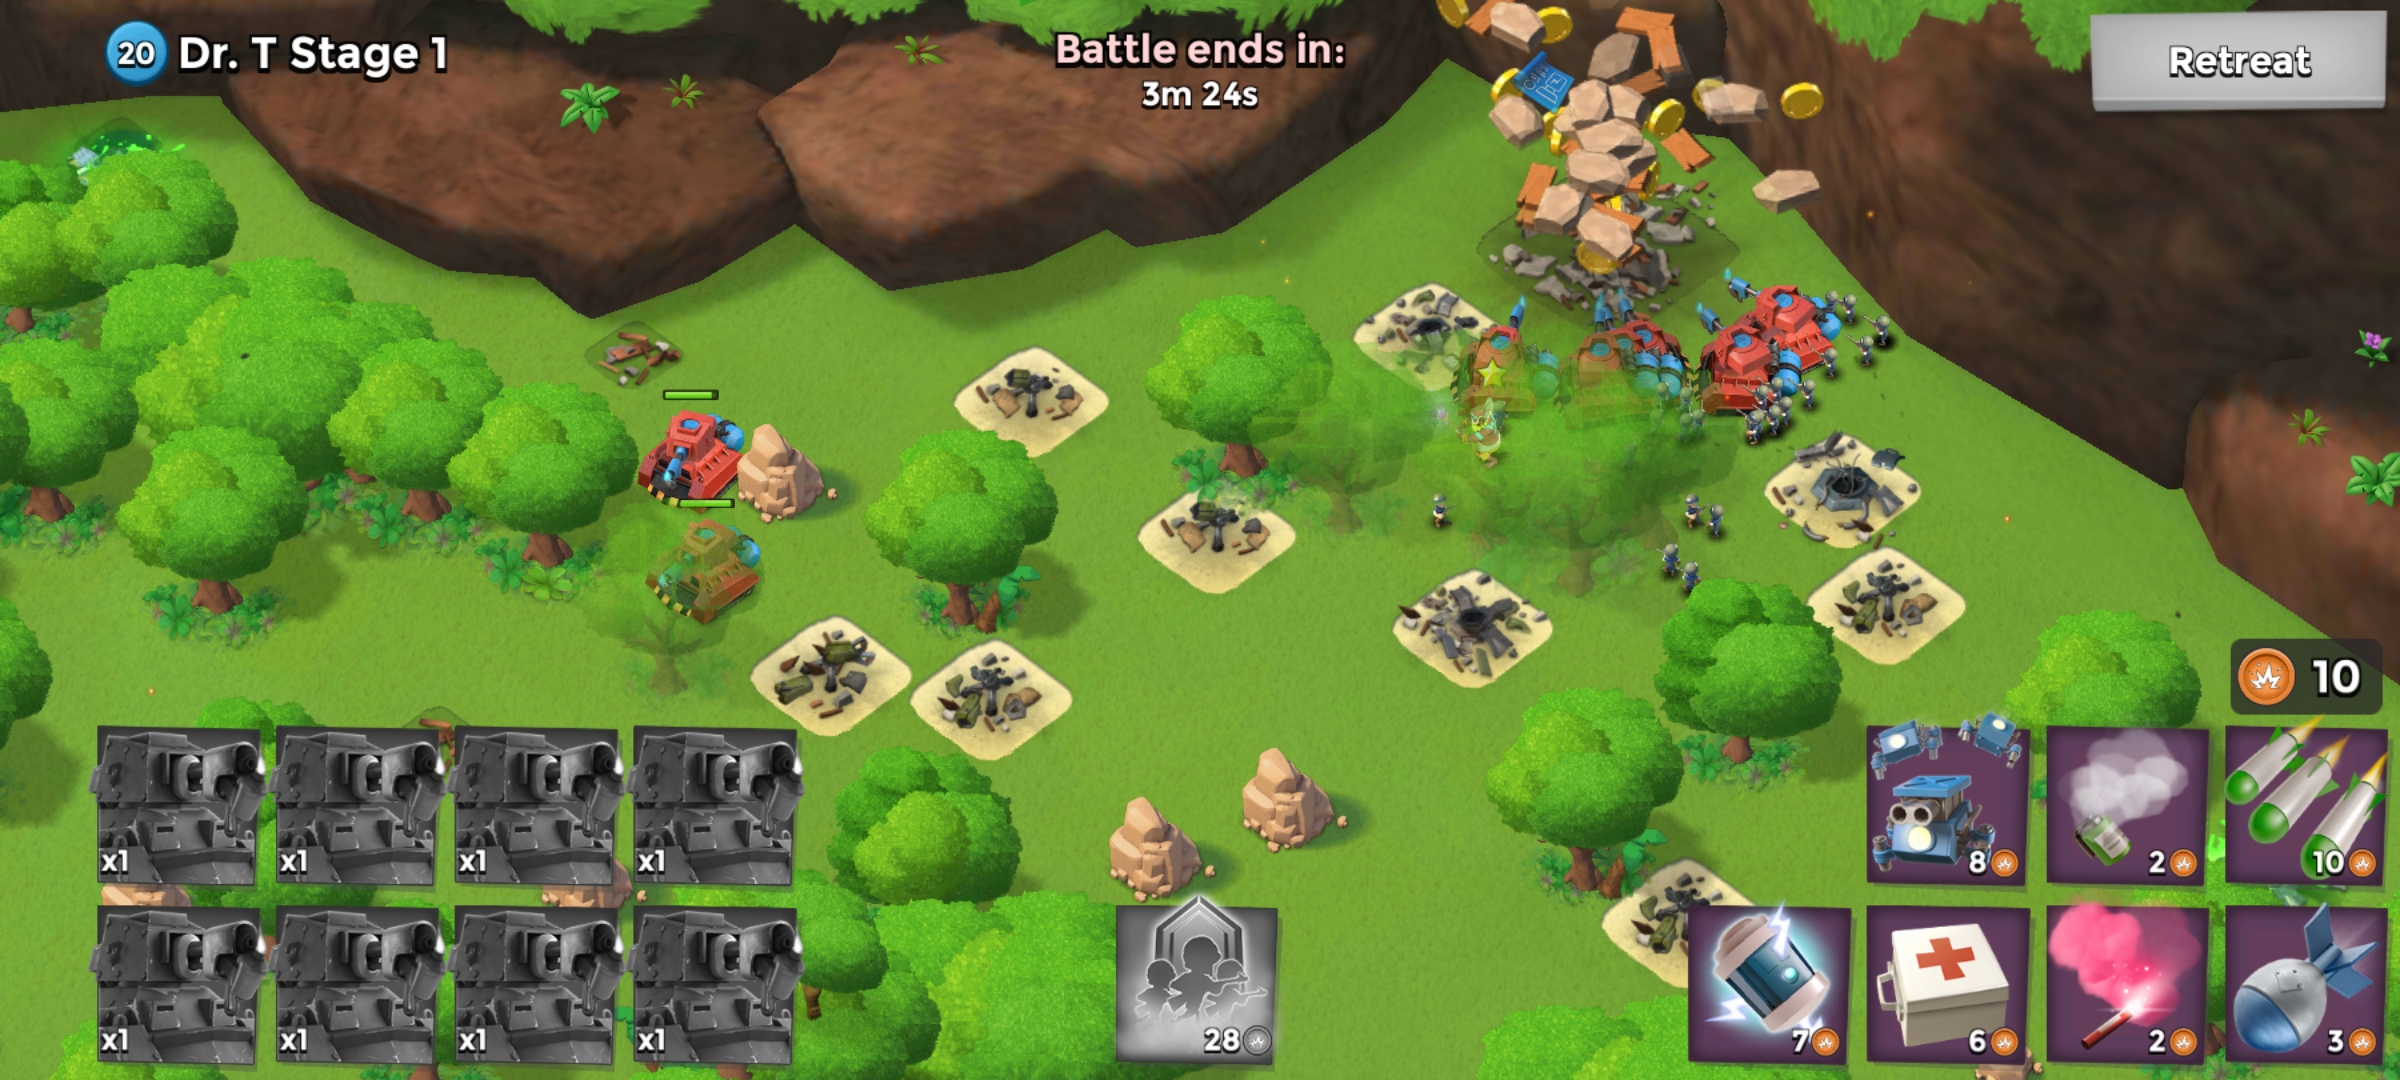 20 Dr. T Stage 1
Battle ends in:
3m 24s
Retreat
10
x1 x1 x1 x1
8 2 10
x1 x1 x1 x1
28
7 6 2 3